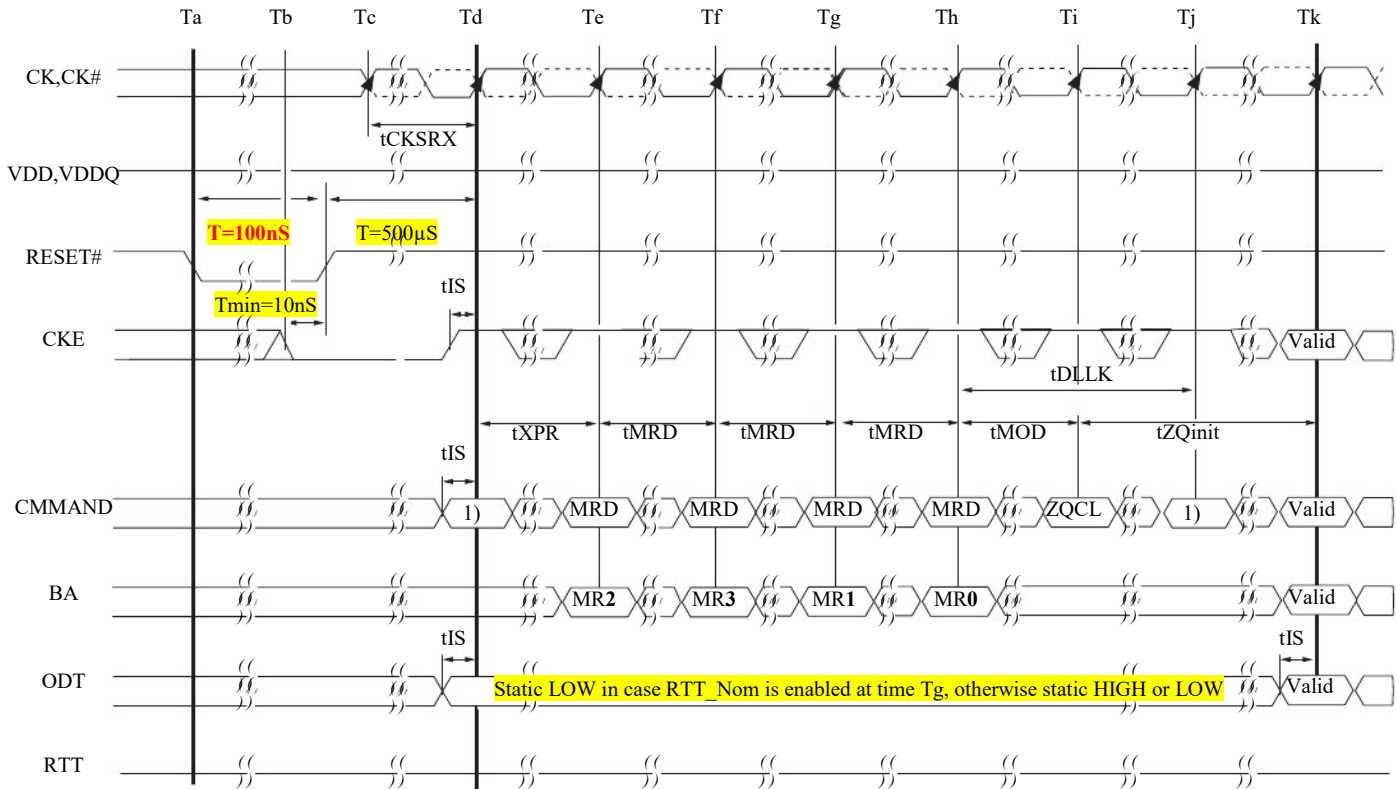 Ta Tb Tc Td Te Tf Tg Th Ti Tj Tk
CK,CK#
tCKSRX
VDD,VDDQ
T=100nS T=500µS
RESET#
Tmin=10nS tIS
CKE Valid
tDLLK
tXPR tMRD tMRD tMRD tMOD tZQinit
tIS
CMMAND 1) MRD MRD MRD MRD ZQCL 1) Valid
BA MR2 MR3 MR1 MR0 Valid
tIS tIS
ODT Static LOW in case RTT_Nom is enabled at time Tg, otherwise static HIGH or LOW Valid
RTT